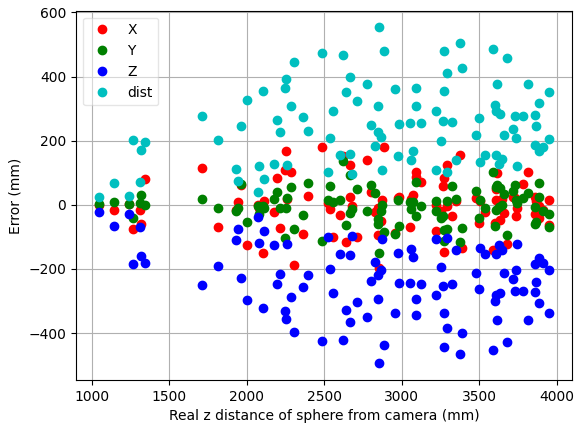 600
400
200
0
−200
−400
Error (mm)
X
Y
Z
dist
1000 1500 2000 2500 3000 3500 4000
Real z distance of sphere from camera (mm)